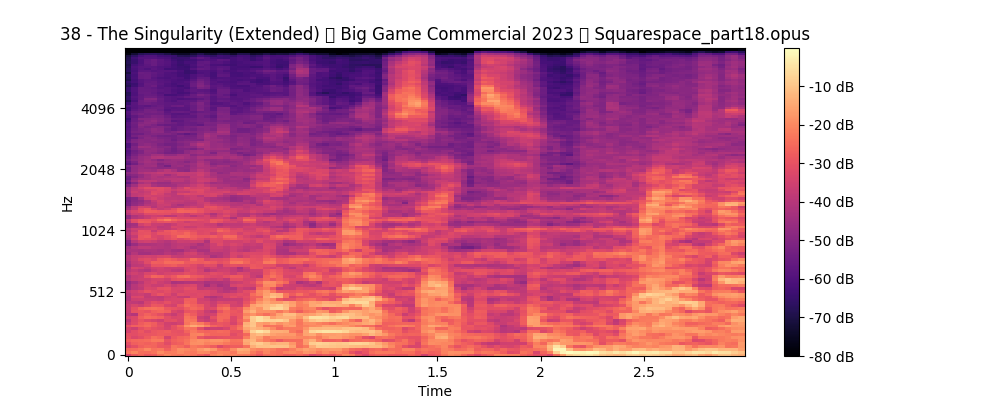 38 - The Singularity (Extended) ▯ Big Game Commercial 2023 ▯ Squarespace_part18.opus
4096
2048
1024
512
0
Hz
0
0.5
1
1.5
2
2.5
Time
-10 dB
-20 dB
-30 dB
-40 dB
-50 dB
-60 dB
-70 dB
-80 dB